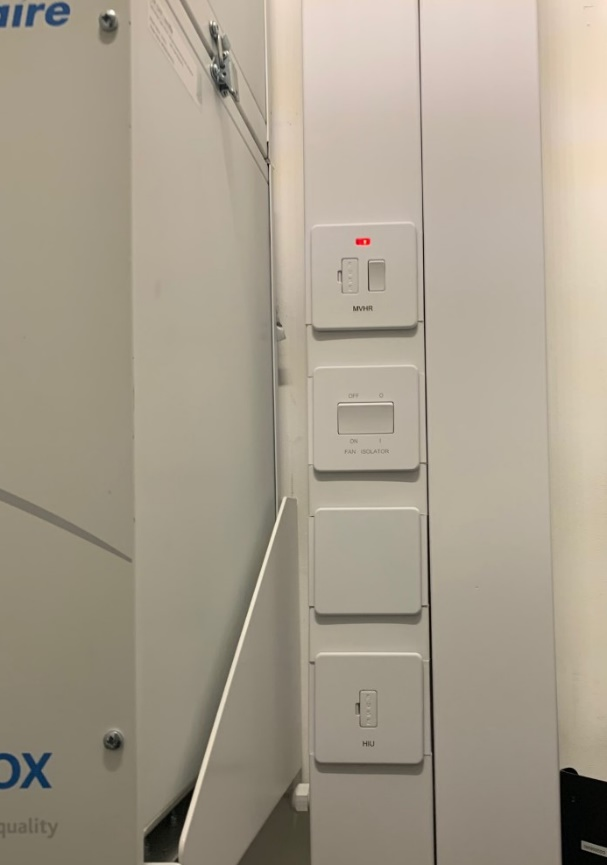 aire
MVHR
OFF O
ON I
FAN ISOLATOR
HIU
OX
quality